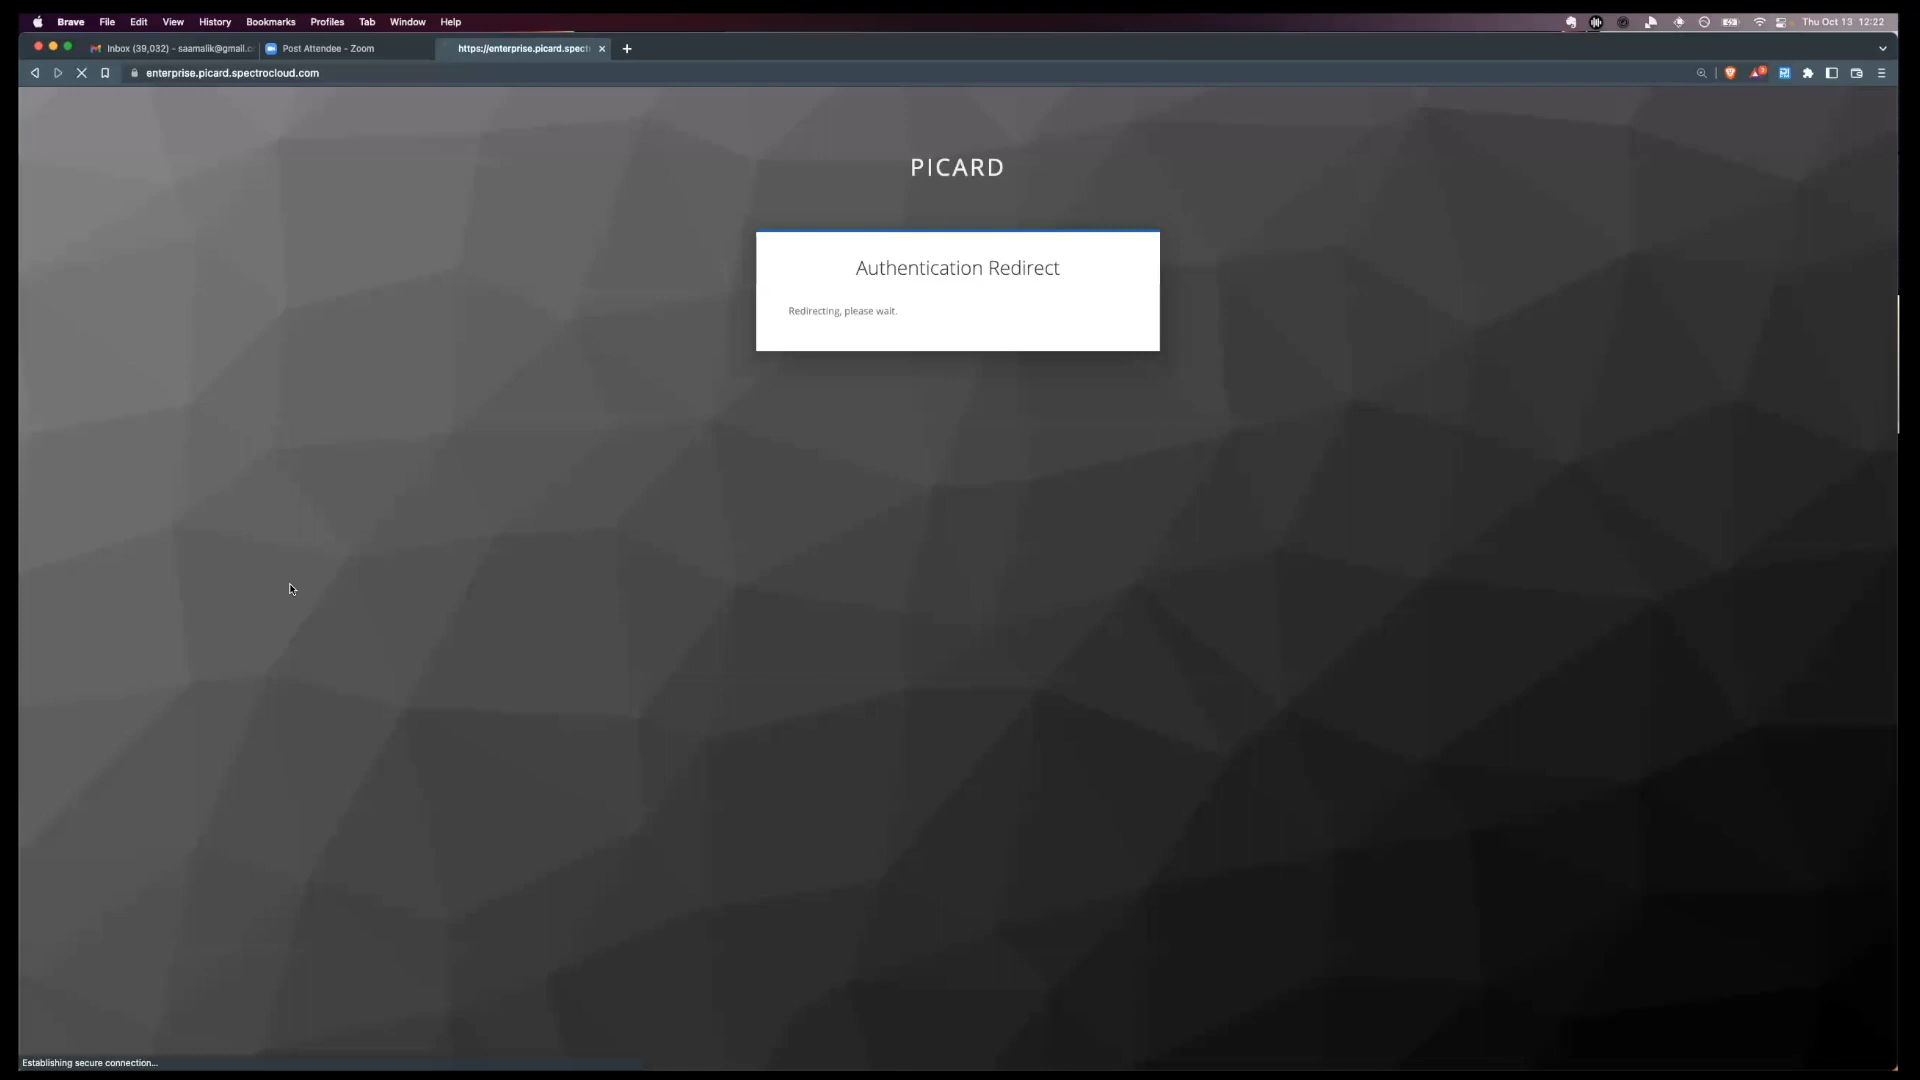 Brave File Edit View History Bookmarks Profiles Tab Window Help Thu Oct 13 12:22
Inbox (39,032) - saamalik@gmail.c Post Attendee - Zoom https://enterprise.picard.spect
enterprise.picard.spectrocloud.com
PICARD
Authentication Redirect
Redirecting, please wait.
Establishing secure connection...